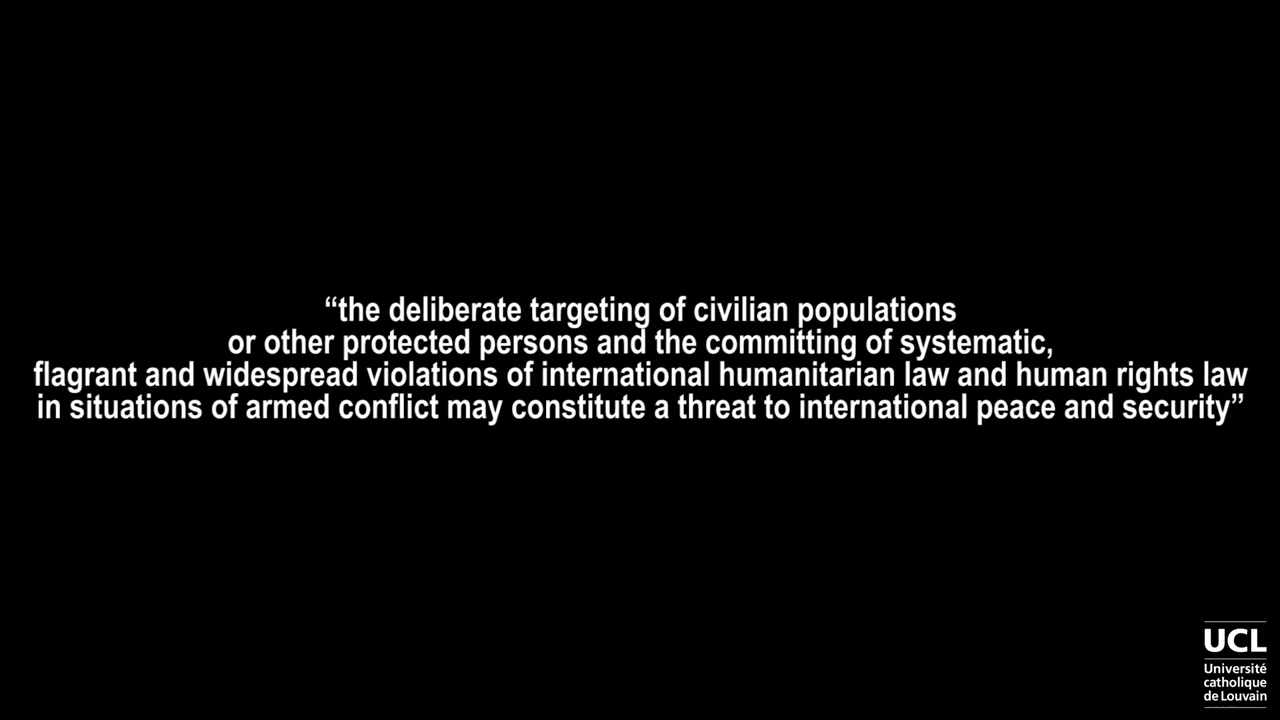 “the deliberate targeting of civilian populations
or other protected persons and the committing of systematic,
flagrant and widespread violations of international humanitarian law and human rights law
in situations of armed conflict may constitute a threat to international peace and security”
UCL
Université
catholique
de Louvain